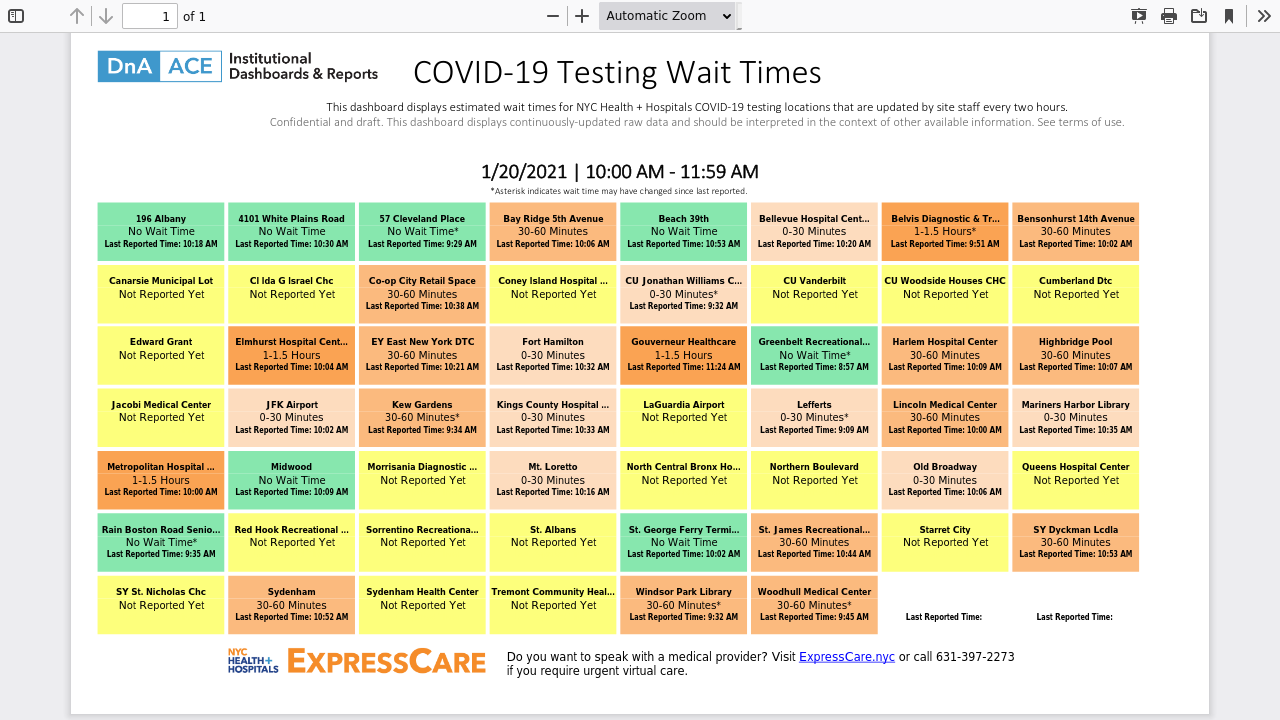 1 of 1
Automatic Zoom
DnA ACE Institutional
Dashboards & Reports
COVID-19 Testing Wait Times
This dashboard displays estimated wait times for NYC Health + Hospitals COVID-19 testing locations that are updated by site staff every two hours.
Confidential and draft. This dashboard displays continuously-updated raw data and should be interpreted in the context of other available information. See terms of use.
1/20/2021 | 10:00 AM - 11:59 AM
*Asterisk indicates wait time may have changed since last reported.
196 Albany
No Wait Time
Last Reported Time: 10:18 AM
4101 White Plains Road
No Wait Time
Last Reported Time: 10:30 AM
57 Cleveland Place
No Wait Time*
Last Reported Time: 9:29 AM
Bay Ridge 5th Avenue
30-60 Minutes
Last Reported Time: 10:06 AM
Beach 39th
No Wait Time
Last Reported Time: 10:53 AM
Bellevue Hospital Cent...
0-30 Minutes
Last Reported Time: 10:20 AM
Belvis Diagnostic & Tr...
1-1.5 Hours*
Last Reported Time: 9:51 AM
Bensonhurst 14th Avenue
30-60 Minutes
Last Reported Time: 10:02 AM
Canarsie Municipal Lot
Not Reported Yet
CI Ida G Israel Chc
Not Reported Yet
Co-op City Retail Space
30-60 Minutes
Last Reported Time: 10:38 AM
Coney Island Hospital ...
Not Reported Yet
CU Jonathan Williams C...
0-30 Minutes*
Last Reported Time: 9:32 AM
CU Vanderbilt
Not Reported Yet
CU Woodside Houses CHC
Not Reported Yet
Cumberland Dtc
Not Reported Yet
Edward Grant
Not Reported Yet
Elmhurst Hospital Cent...
1-1.5 Hours
Last Reported Time: 10:04 AM
EY East New York DTC
30-60 Minutes
Last Reported Time: 10:21 AM
Fort Hamilton
0-30 Minutes
Last Reported Time: 10:32 AM
Gouverneur Healthcare
1-1.5 Hours
Last Reported Time: 11:24 AM
Greenbelt Recreational...
No Wait Time*
Last Reported Time: 8:57 AM
Harlem Hospital Center
30-60 Minutes
Last Reported Time: 10:09 AM
Highbridge Pool
30-60 Minutes
Last Reported Time: 10:07 AM
Jacobi Medical Center
Not Reported Yet
JFK Airport
0-30 Minutes
Last Reported Time: 10:02 AM
Kew Gardens
30-60 Minutes*
Last Reported Time: 9:34 AM
Kings County Hospital ...
0-30 Minutes
Last Reported Time: 10:33 AM
LaGuardia Airport
Not Reported Yet
Lefferts
0-30 Minutes*
Last Reported Time: 9:09 AM
Lincoln Medical Center
30-60 Minutes
Last Reported Time: 10:00 AM
Mariners Harbor Library
0-30 Minutes
Last Reported Time: 10:35 AM
Metropolitan Hospital ...
1-1.5 Hours
Last Reported Time: 10:00 AM
Midwood
No Wait Time
Last Reported Time: 10:09 AM
Morrisania Diagnostic ...
Not Reported Yet
Mt. Loretto
0-30 Minutes
Last Reported Time: 10:16 AM
North Central Bronx Ho...
Not Reported Yet
Northern Boulevard
Not Reported Yet
Old Broadway
0-30 Minutes
Last Reported Time: 10:06 AM
Queens Hospital Center
Not Reported Yet
Rain Boston Road Senio...
No Wait Time*
Last Reported Time: 9:35 AM
Red Hook Recreational ...
Not Reported Yet
Sorrentino Recreationa...
Not Reported Yet
St. Albans
Not Reported Yet
St. George Ferry Termi...
No Wait Time
Last Reported Time: 10:02 AM
St. James Recreational...
30-60 Minutes
Last Reported Time: 10:44 AM
Starret City
Not Reported Yet
SY Dyckman Lcdla
30-60 Minutes
Last Reported Time: 10:53 AM
SY St. Nicholas Chc
Not Reported Yet
Sydenham
30-60 Minutes
Last Reported Time: 10:52 AM
Sydenham Health Center
Not Reported Yet
Tremont Community Heal...
Not Reported Yet
Windsor Park Library
30-60 Minutes*
Last Reported Time: 9:32 AM
Woodhull Medical Center
30-60 Minutes*
Last Reported Time: 9:45 AM
Last Reported Time:
Last Reported Time:
NYC
HEALTH+
HOSPITALS
EXPRESSCARE
Do you want to speak with a medical provider? Visit ExpressCare.nyc or call 631-397-2273
if you require urgent virtual care.